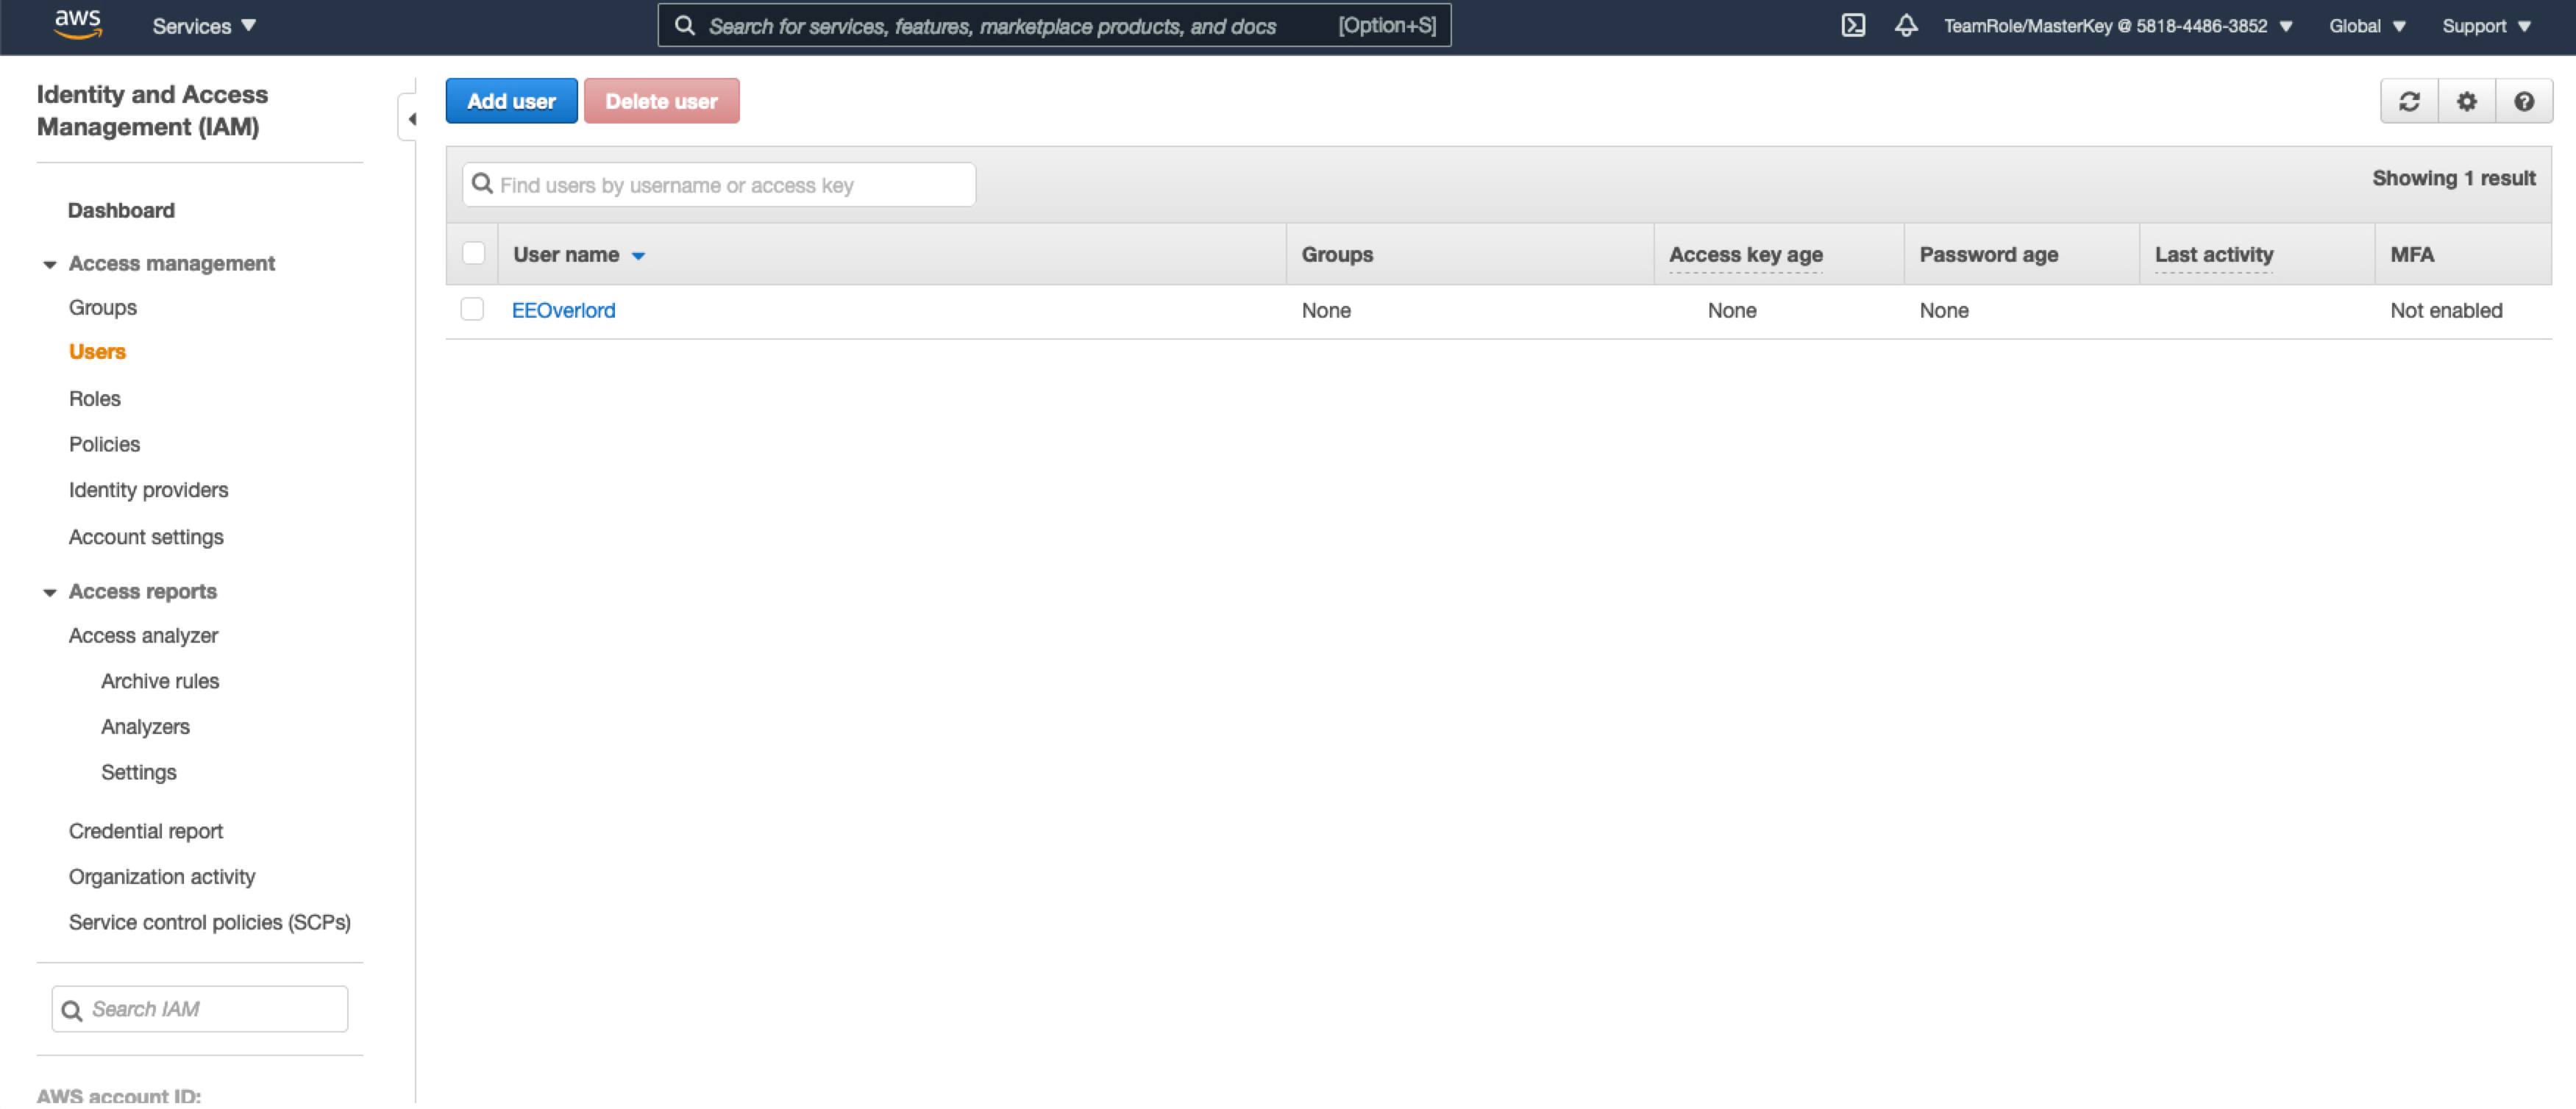 aws
Services
Search for services, features, marketplace products, and docs [Option+S]
TeamRole/MasterKey @ 5818-4486-3852
Global
Support
Identity and Access
Management (IAM)
Dashboard
Access management
Groups
Users
Roles
Policies
Identity providers
Account settings
Access reports
Access analyzer
Archive rules
Analyzers
Settings
Credential report
Organization activity
Service control policies (SCPs)
Search IAM
AWS account ID:
Add user
Delete user
Find users by username or access key
Showing 1 result
User name Groups Access key age Password age Last activity MFA
EEOverlord None None None Not enabled